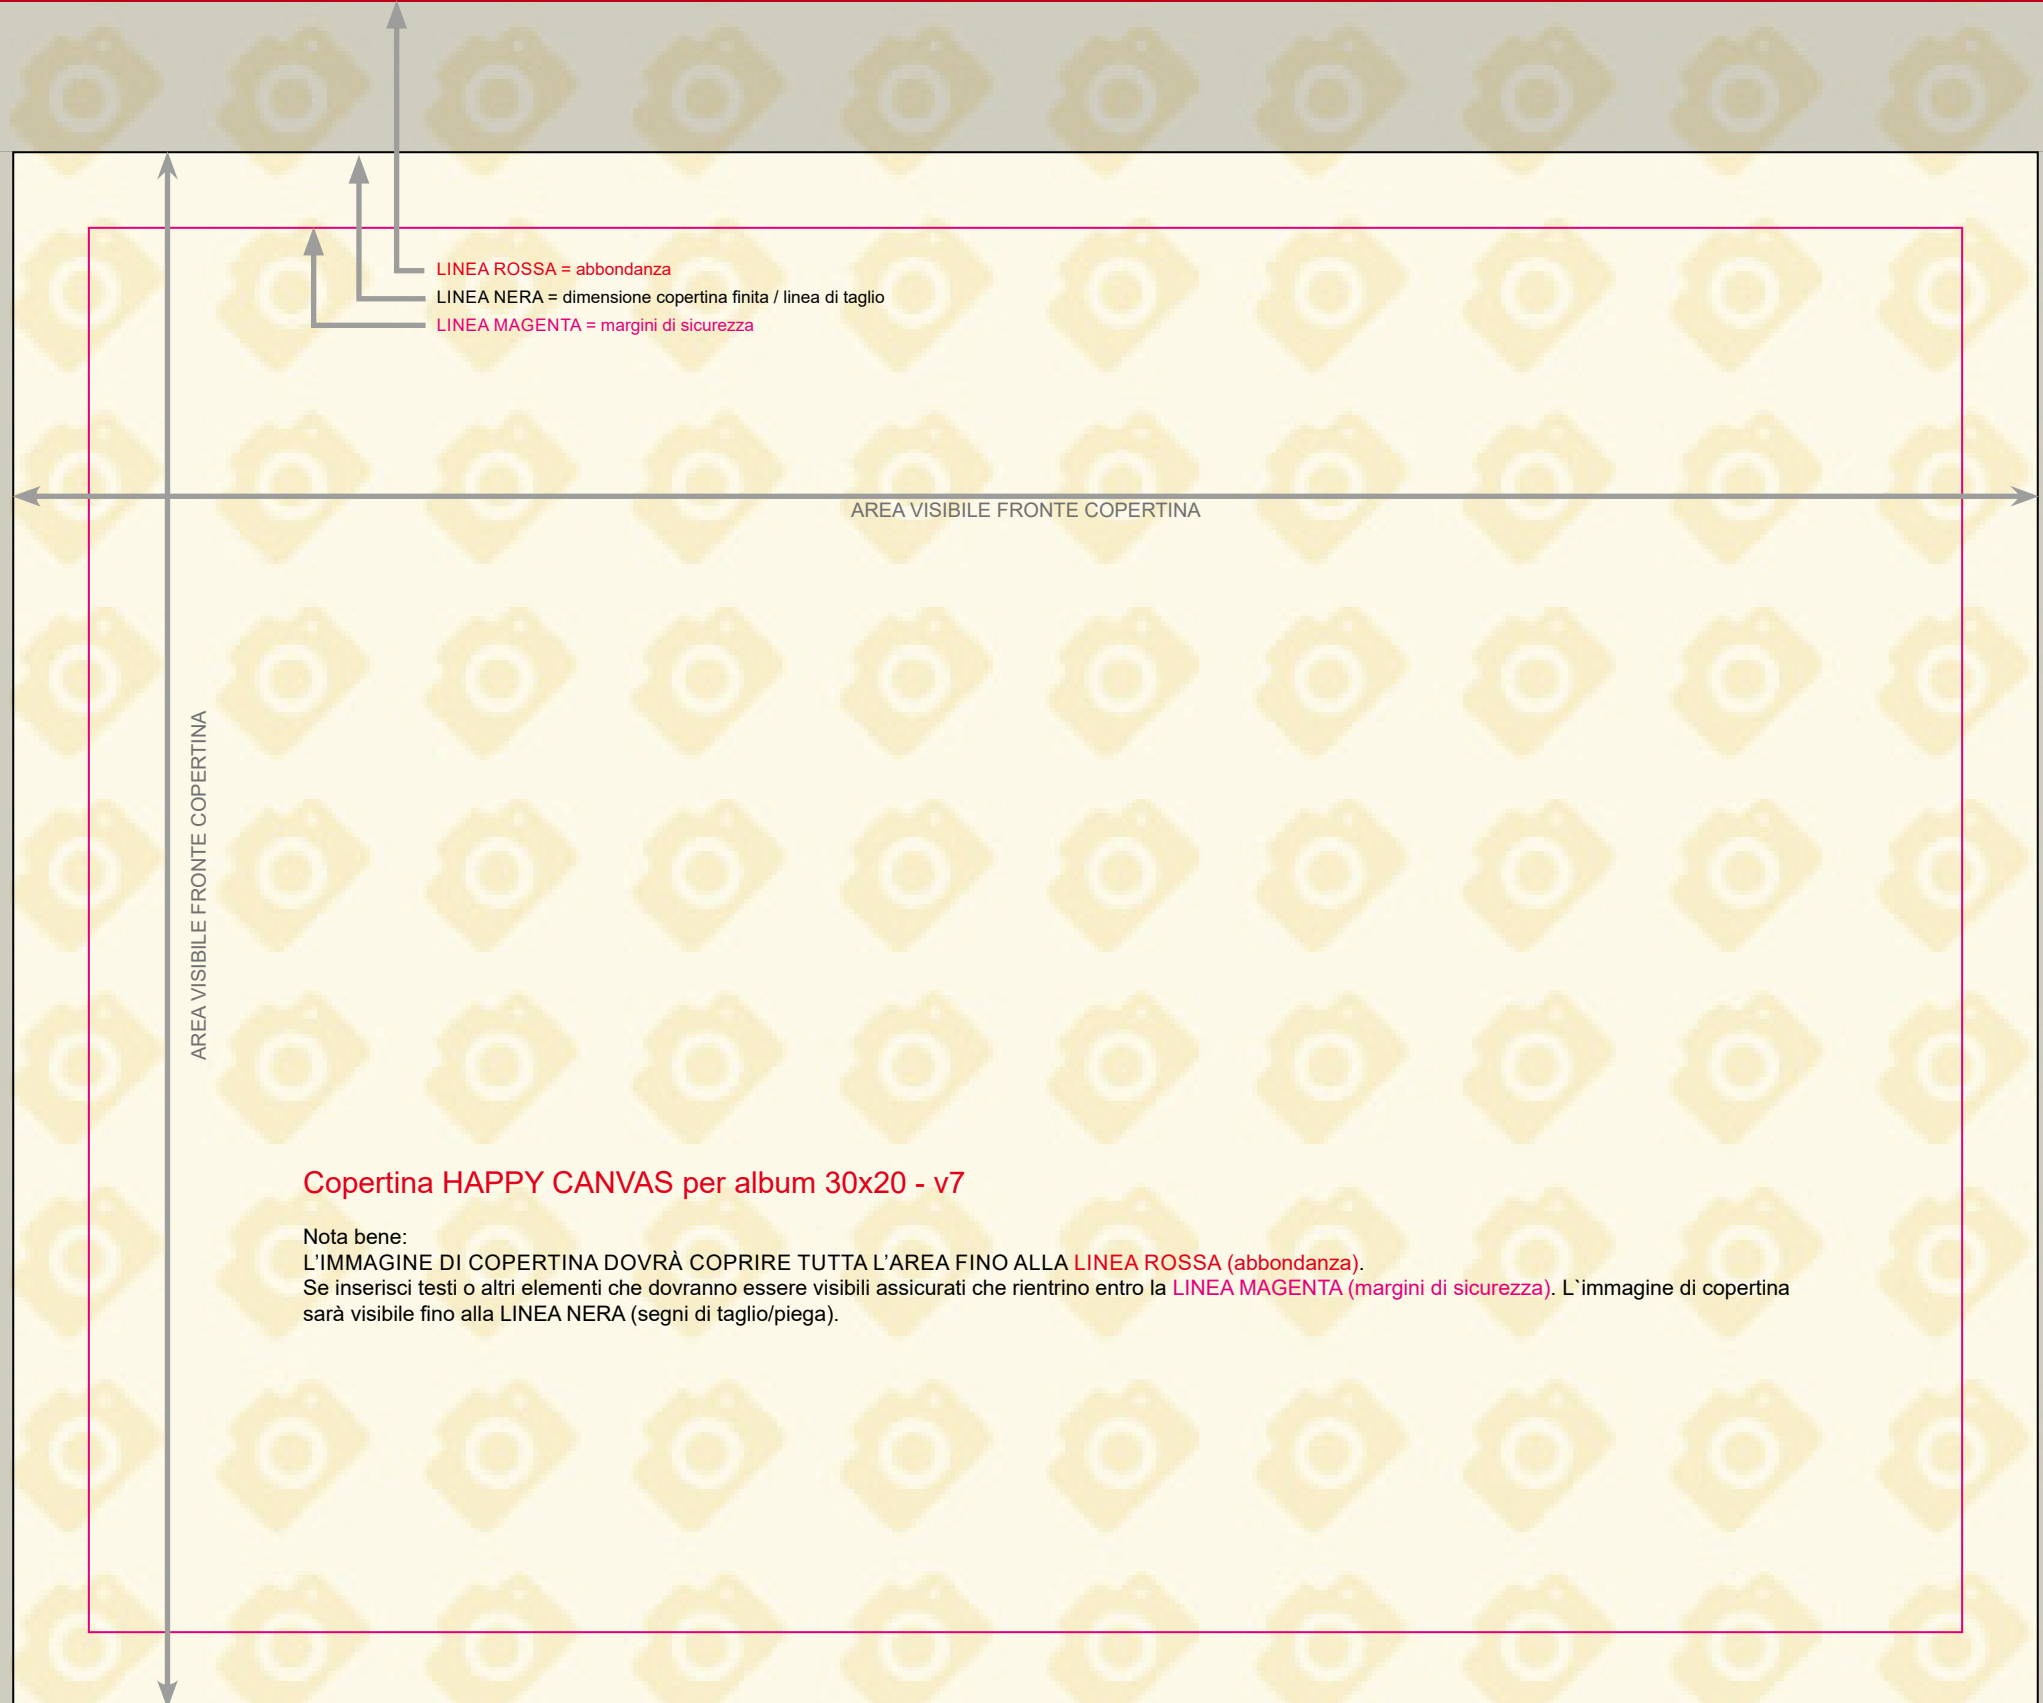 LINEA ROSSA = abbondanza
LINEA NERA = dimensione copertina finita / linea di taglio
LINEA MAGENTA = margini di sicurezza
AREA VISIBILE FRONTE COPERTINA
AREA VISIBILE FRONTE COPERTINA
Copertina HAPPY CANVAS per album 30x20 - v7
Nota bene:
L’IMMAGINE DI COPERTINA DOVRÀ COPRIRE TUTTA L’AREA FINO ALLA LINEA ROSSA (abbondanza).
Se inserisci testi o altri elementi che dovranno essere visibili assicurati che rientrino entro la LINEA MAGENTA (margini di sicurezza). L`immagine di copertina
sarà visibile fino alla LINEA NERA (segni di taglio/piega).